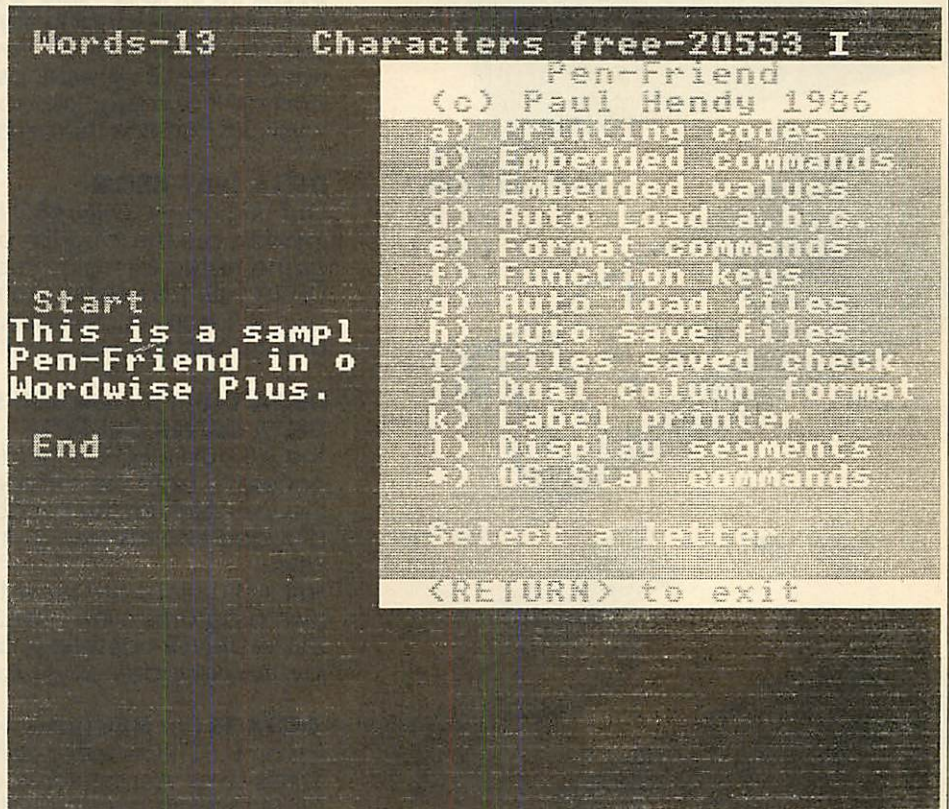 Words-13 Characters free-20553 I
Pen-Friend
(c) Paul Hendy 1986
a) Printing codes
b) Embedded commands
c) Embedded values
d) Auto Load a,b,c.
e) Format commands
f) Function keys
g) Auto load files
h) Auto save files
i) Files saved check
j) Dual column format
k) Label printer
l) Display segments
*) OS Star commands
Select a letter
<RETURN> to exit
Start
This is a sampl
Pen-Friend in o
Wordwise Plus.
End